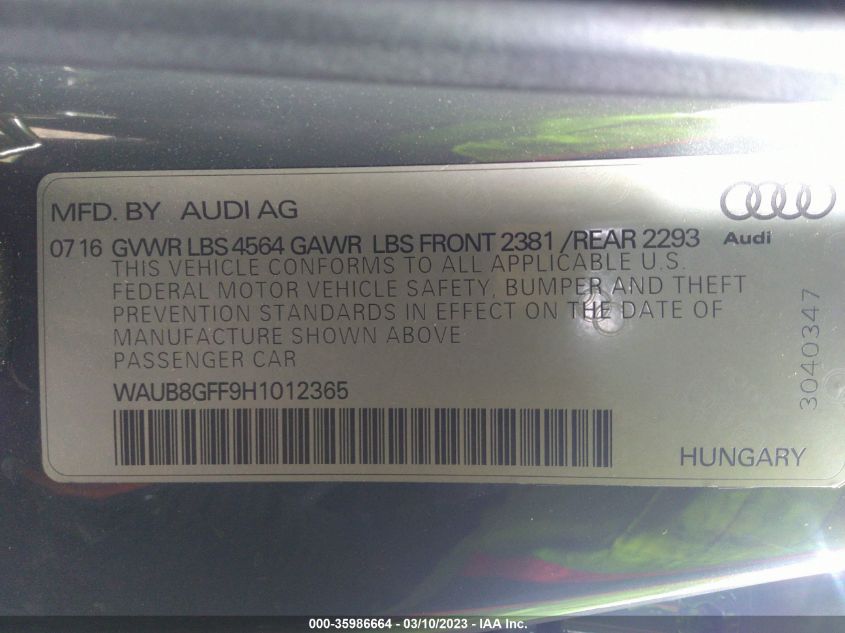 MFD. BY AUDI AG
0716 GVWR LBS 4564 GAWR LBS FRONT 2381 /REAR 2293
Audi
THIS VEHICLE CONFORMS TO ALL APPLICABLE U.S.
FEDERAL MOTOR VEHICLE SAFETY, BUMPER AND THEFT
PREVENTION STANDARDS IN EFFECT ON THE DATE OF
MANUFACTURE SHOWN ABOVE
PASSENGER CAR
WAUB8GFF9H1012365
HUNGARY
3040347
000-35986664 - 03/10/2023 - IAA Inc.